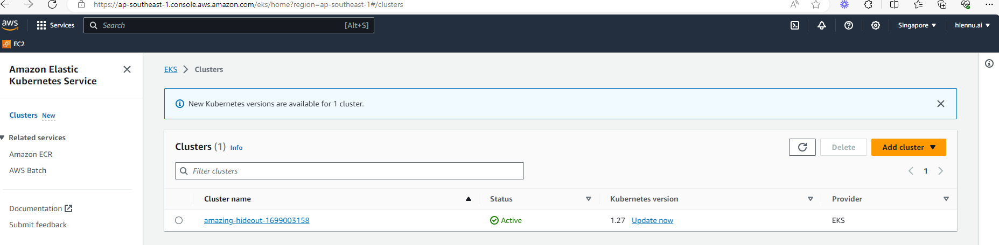 https://ap-southeast-1.console.aws.amazon.com/eks/home?region=ap-southeast-1#/clusters
aws
Services
Search
[Alt+S]
Singapore
hiennu.ai
EC2
Amazon Elastic
Kubernetes Service
EKS
Clusters
New Kubernetes versions are available for 1 cluster.
Clusters New
Related services
Amazon ECR
AWS Batch
Documentation
Submit feedback
Clusters (1) Info
Delete
Add cluster
Filter clusters
1
Cluster name Status Kubernetes version Provider
amazing-hideout-1699003158 Active 1.27 Update now EKS